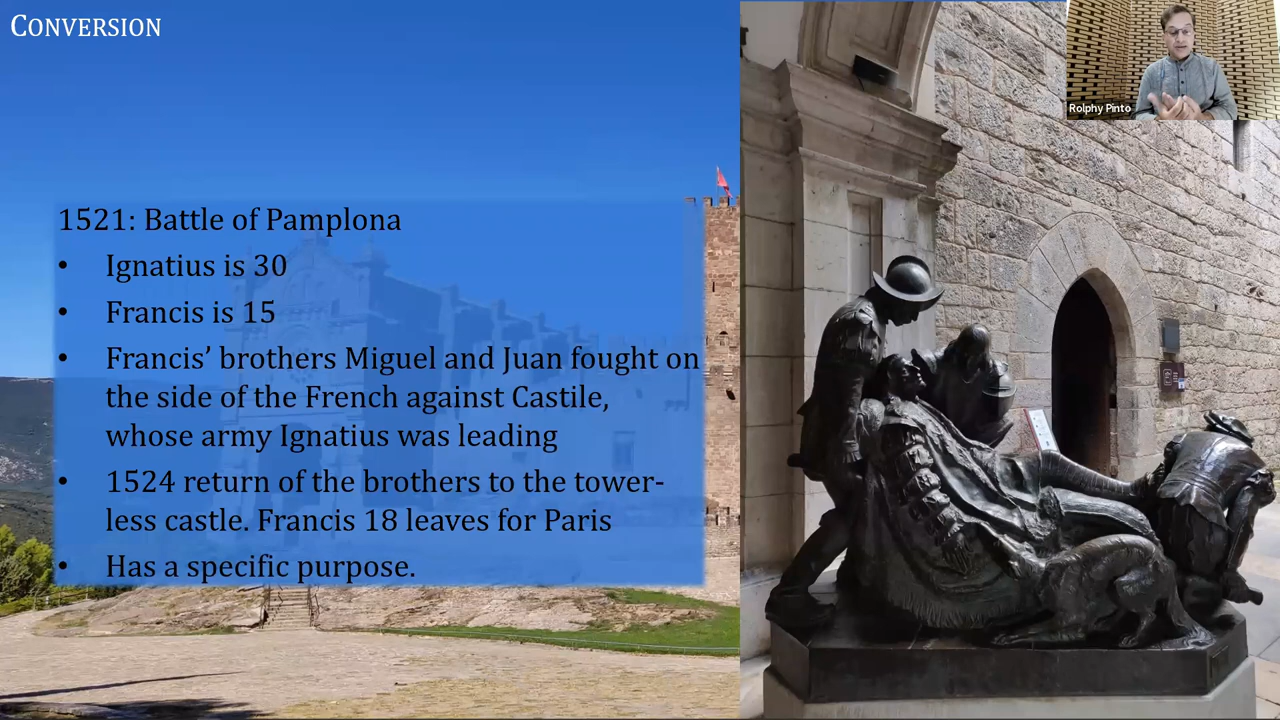 CONVERSION
1521: Battle of Pamplona
• Ignatius is 30
• Francis is 15
• Francis’ brothers Miguel and Juan fought on
the side of the French against Castile,
whose army Ignatius was leading
• 1524 return of the brothers to the tower-
less castle. Francis 18 leaves for Paris
• Has a specific purpose.
Rolphy Pinto